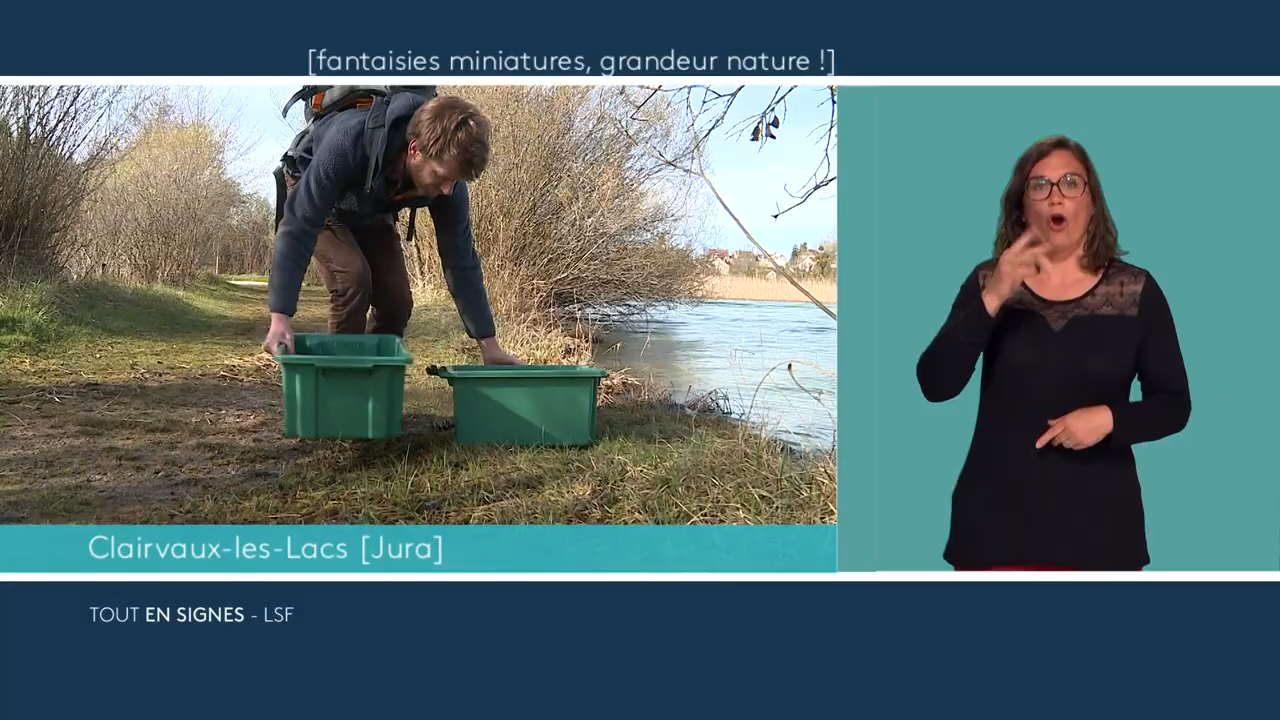 [fantaisies miniatures, grandeur nature !]
Clairvaux-les-Lacs [Jura]
TOUT EN SIGNES - LSF